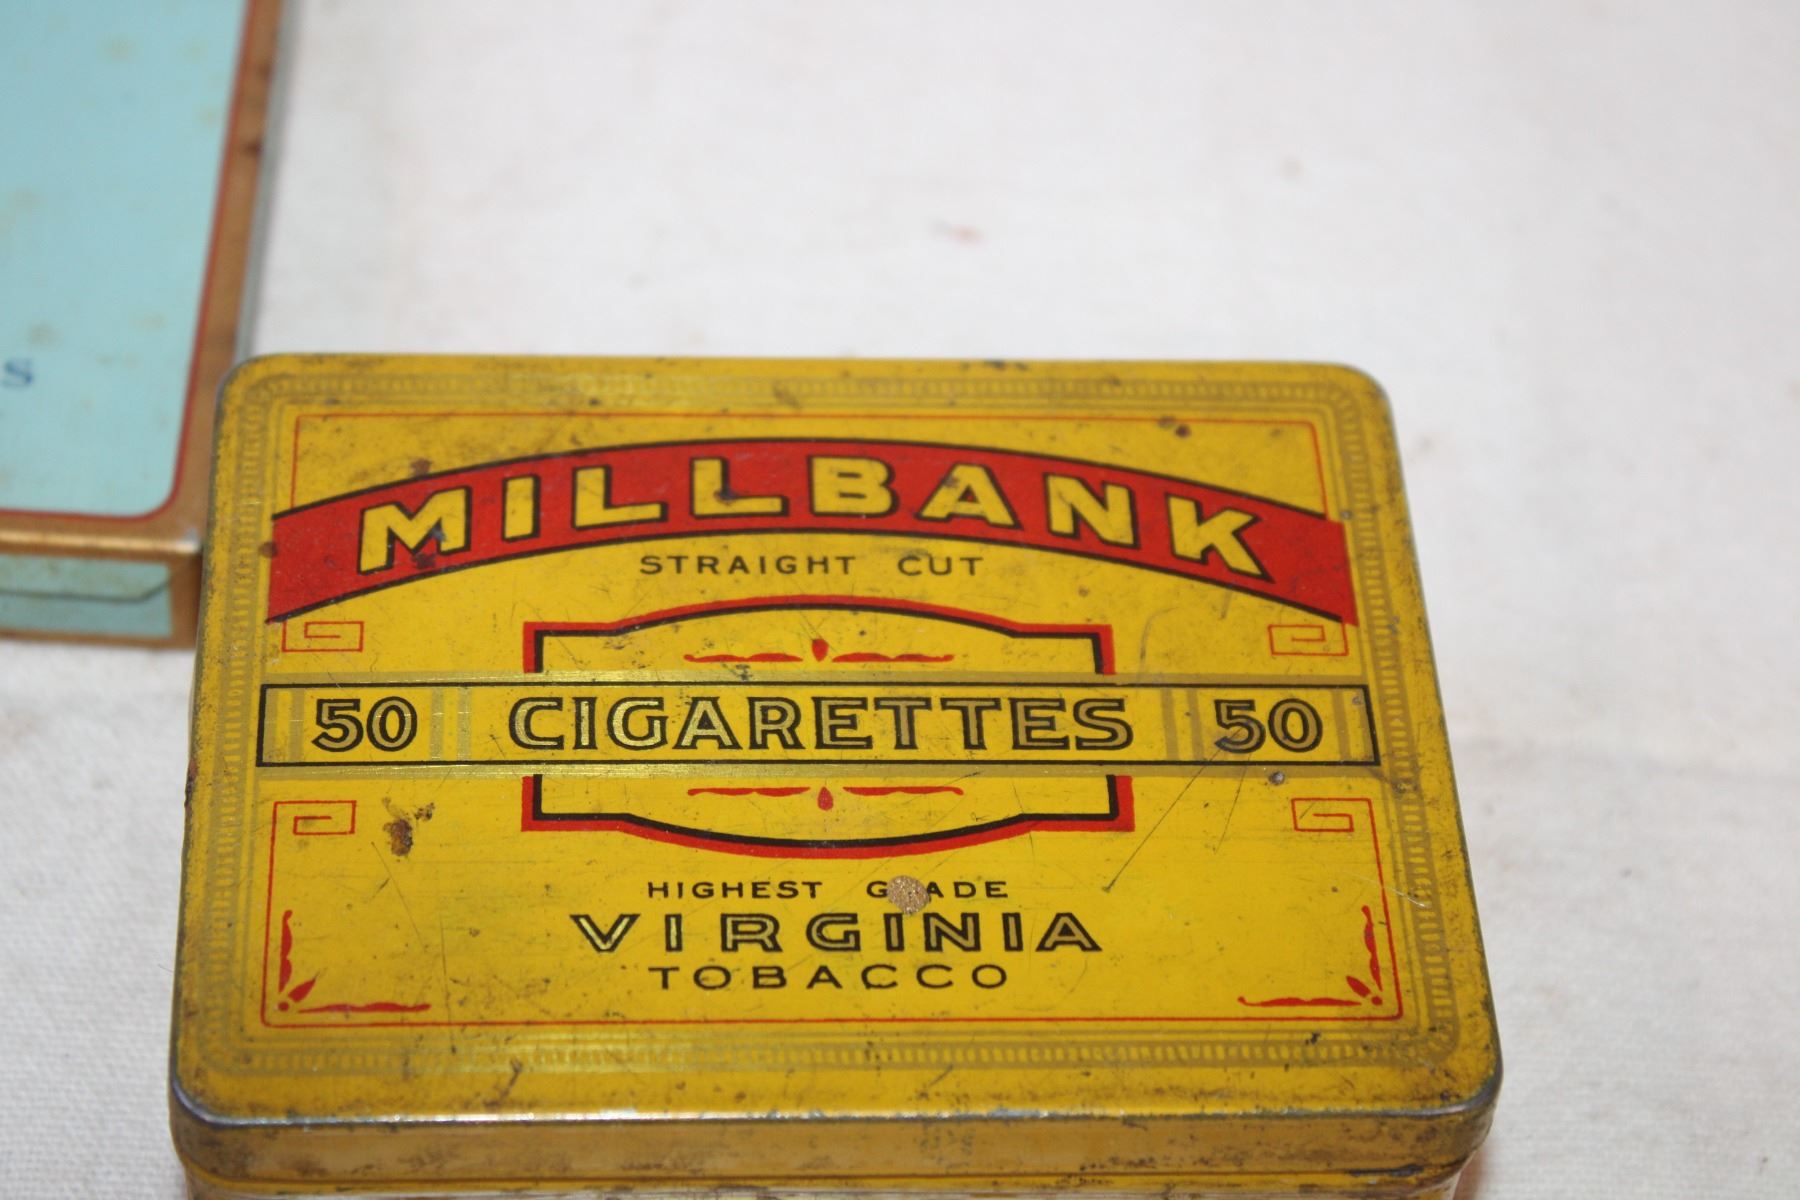 S
MILLBANK
STRAIGHT CUT
50 CIGARETTES 50
HIGHEST GRADE
VIRGINIA
TOBACCO